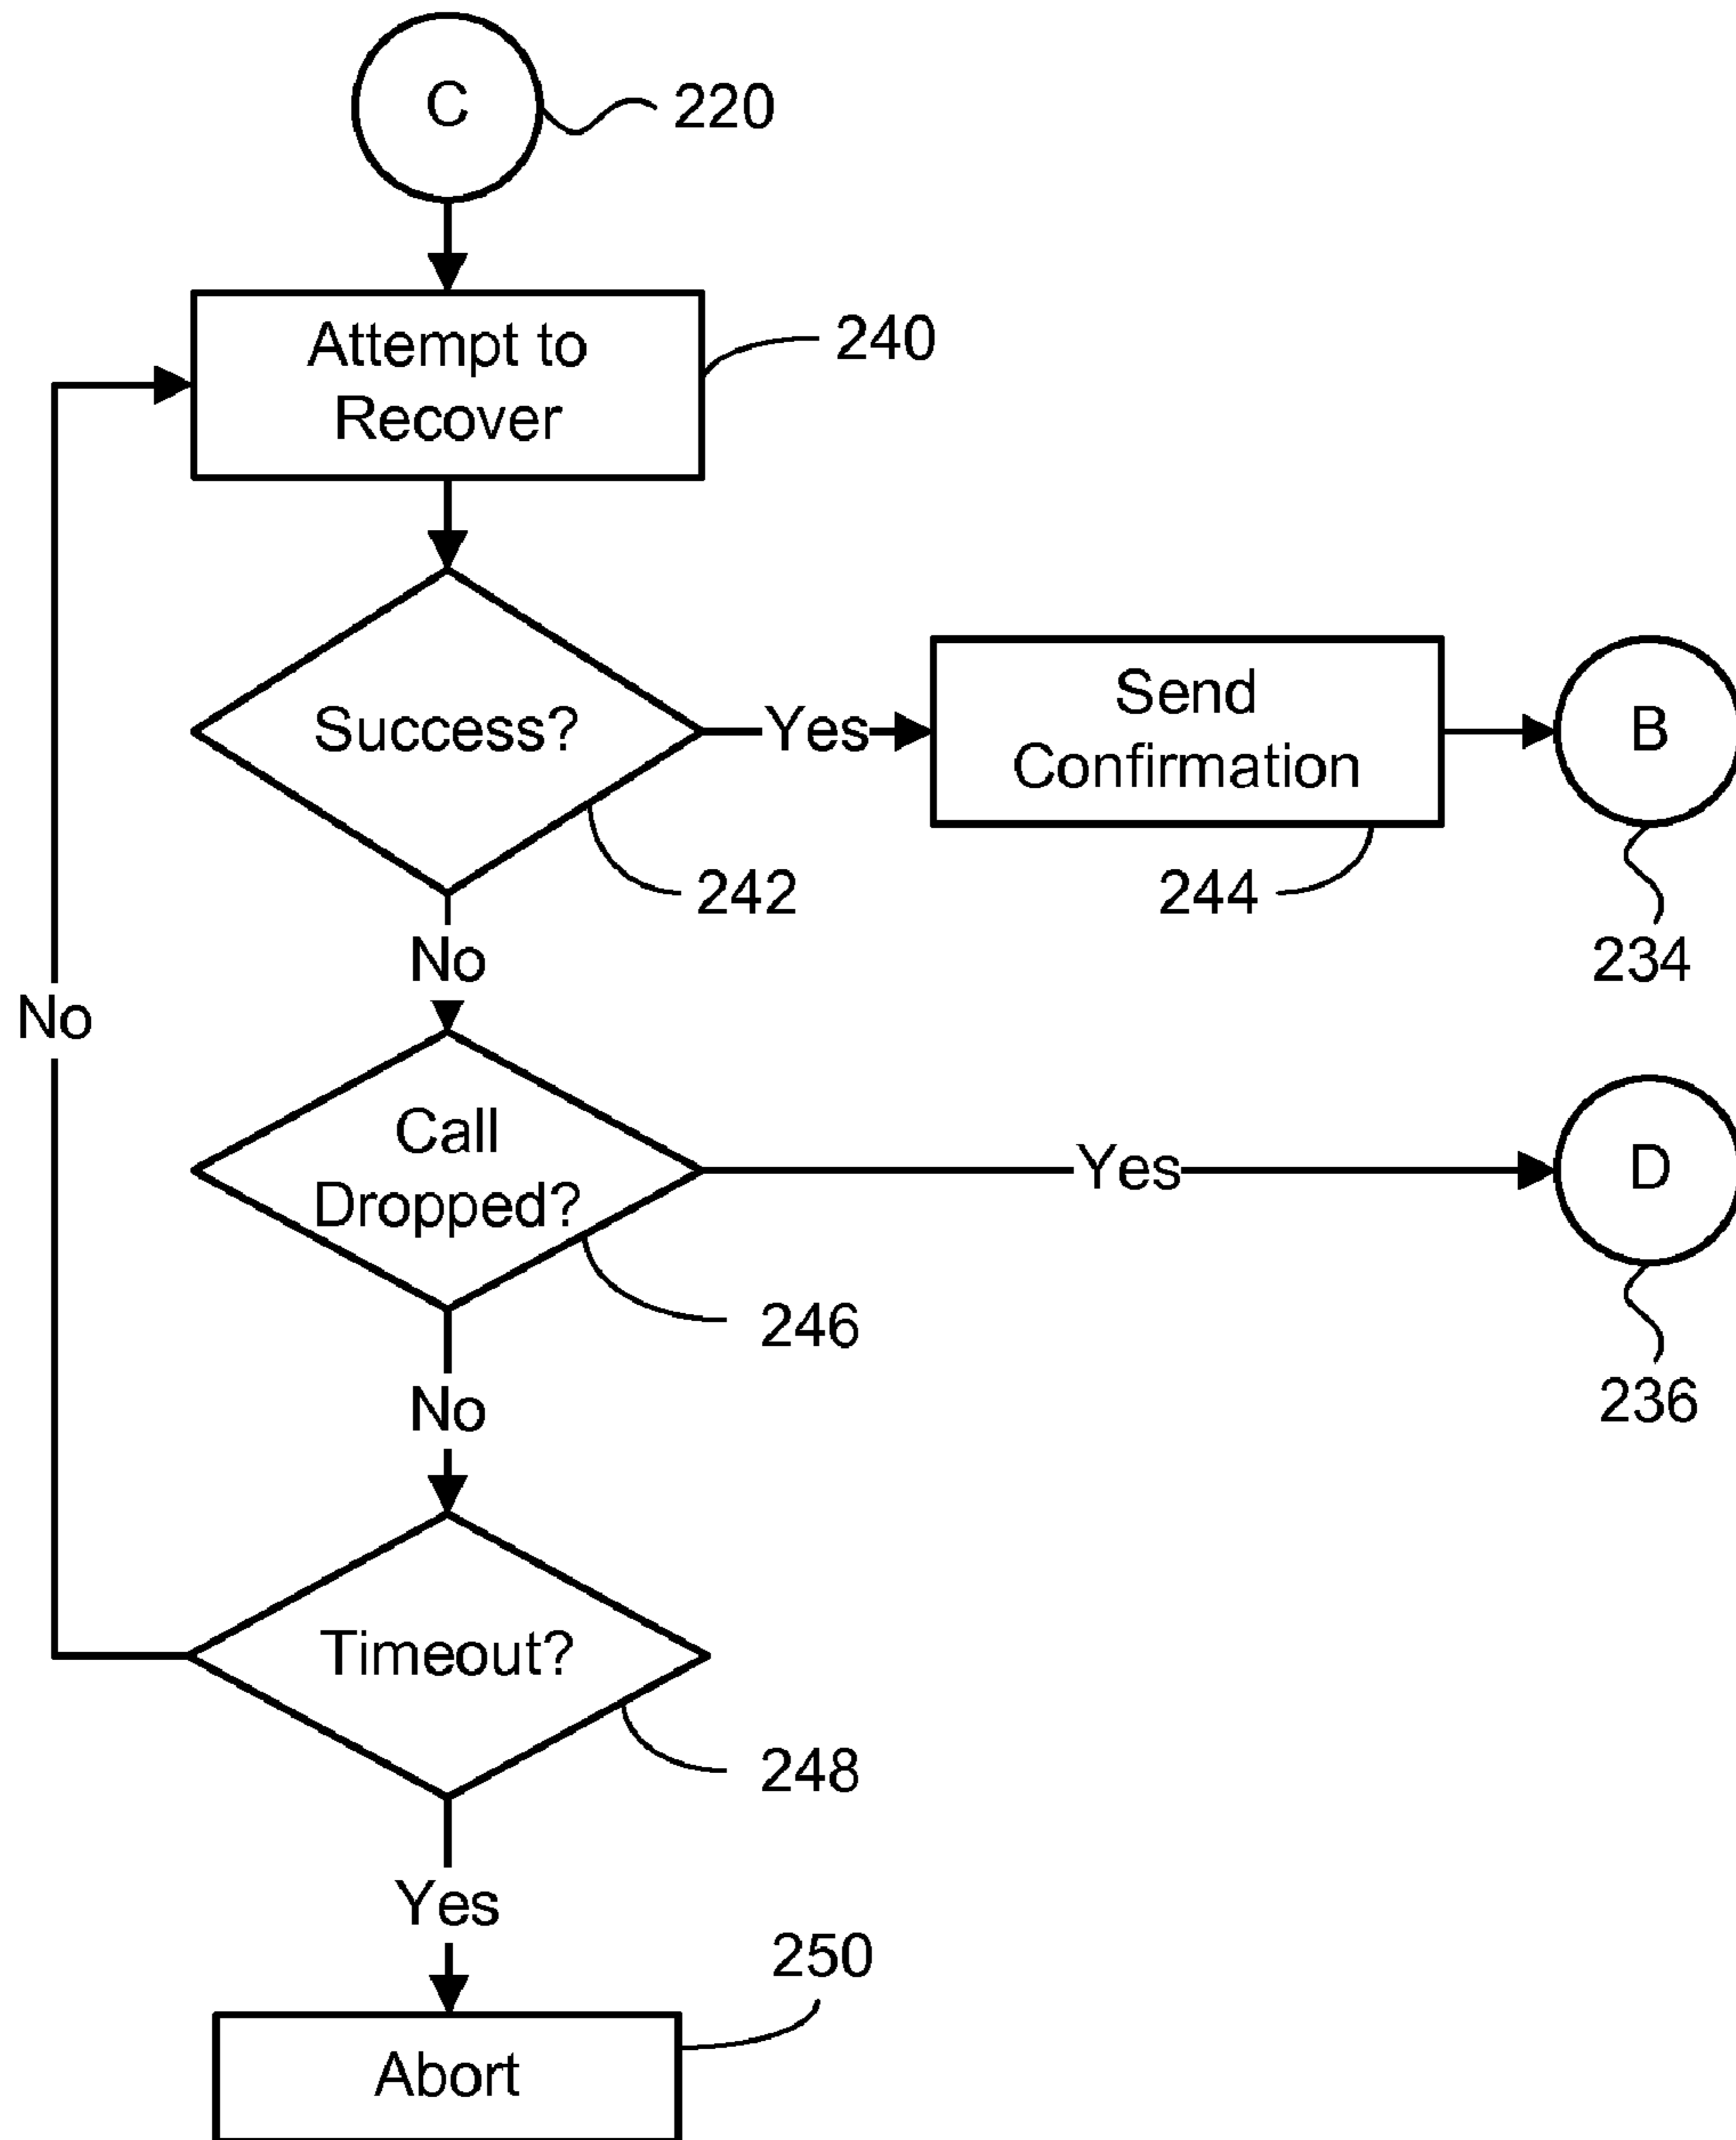 C
220
Attempt to
Recover
240
Success?
Yes
Send
Confirmation
B
242
244
234
No
No
Call
Dropped?
Yes
D
246
236
No
Timeout?
248
Yes
250
Abort